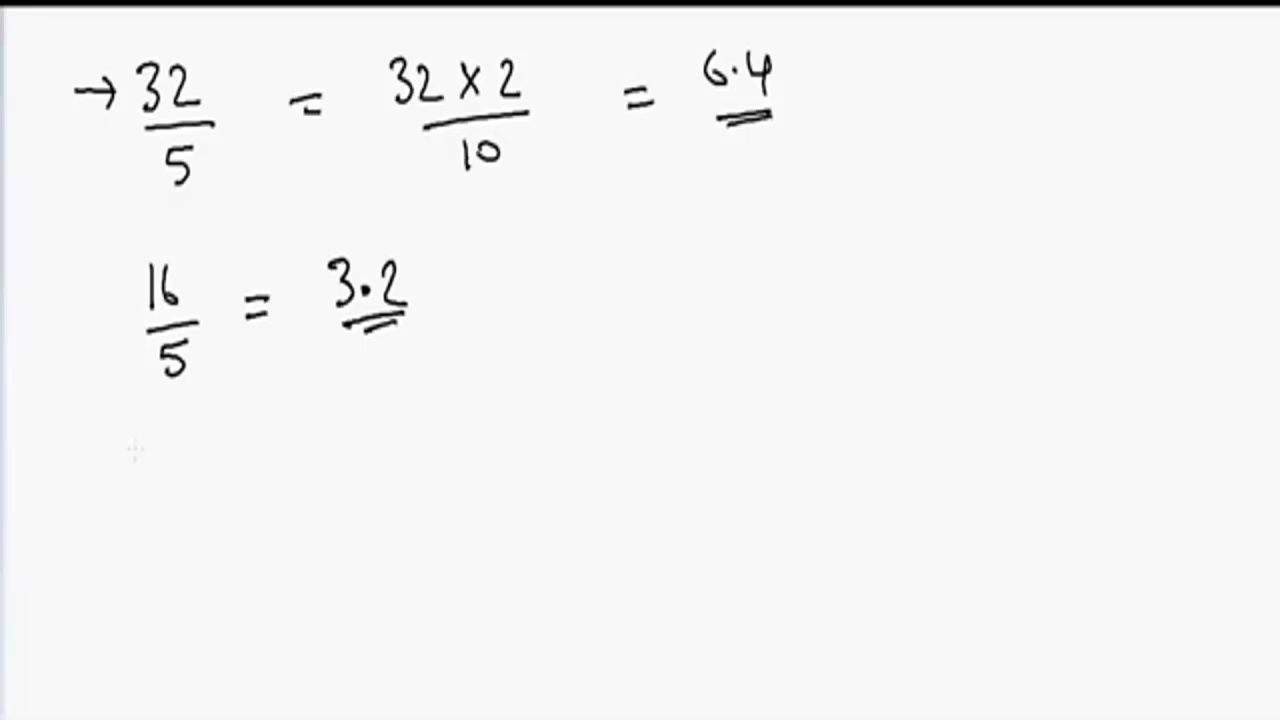 → 32/5 = 32 × 2/10 = 6.4
16/5 = 3.2